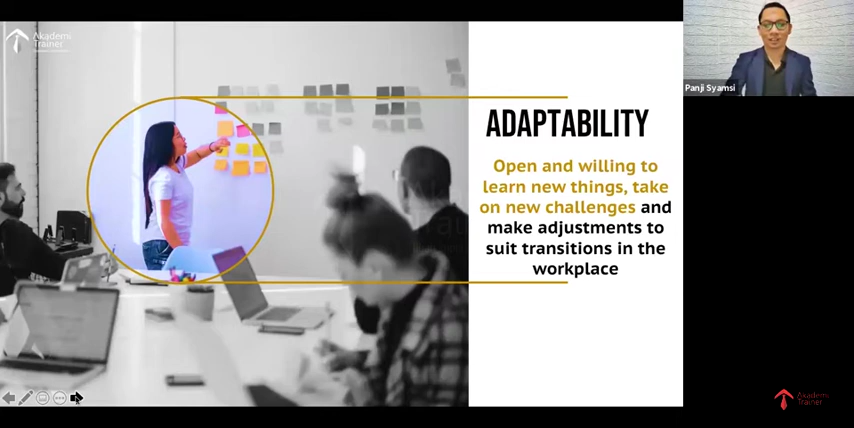 Akademi
Trainer
Panji Syamsi
ADAPTABILITY
Open and willing to
learn new things, take
on new challenges and
make adjustments to
suit transitions in the
workplace
Akademi
Trainer